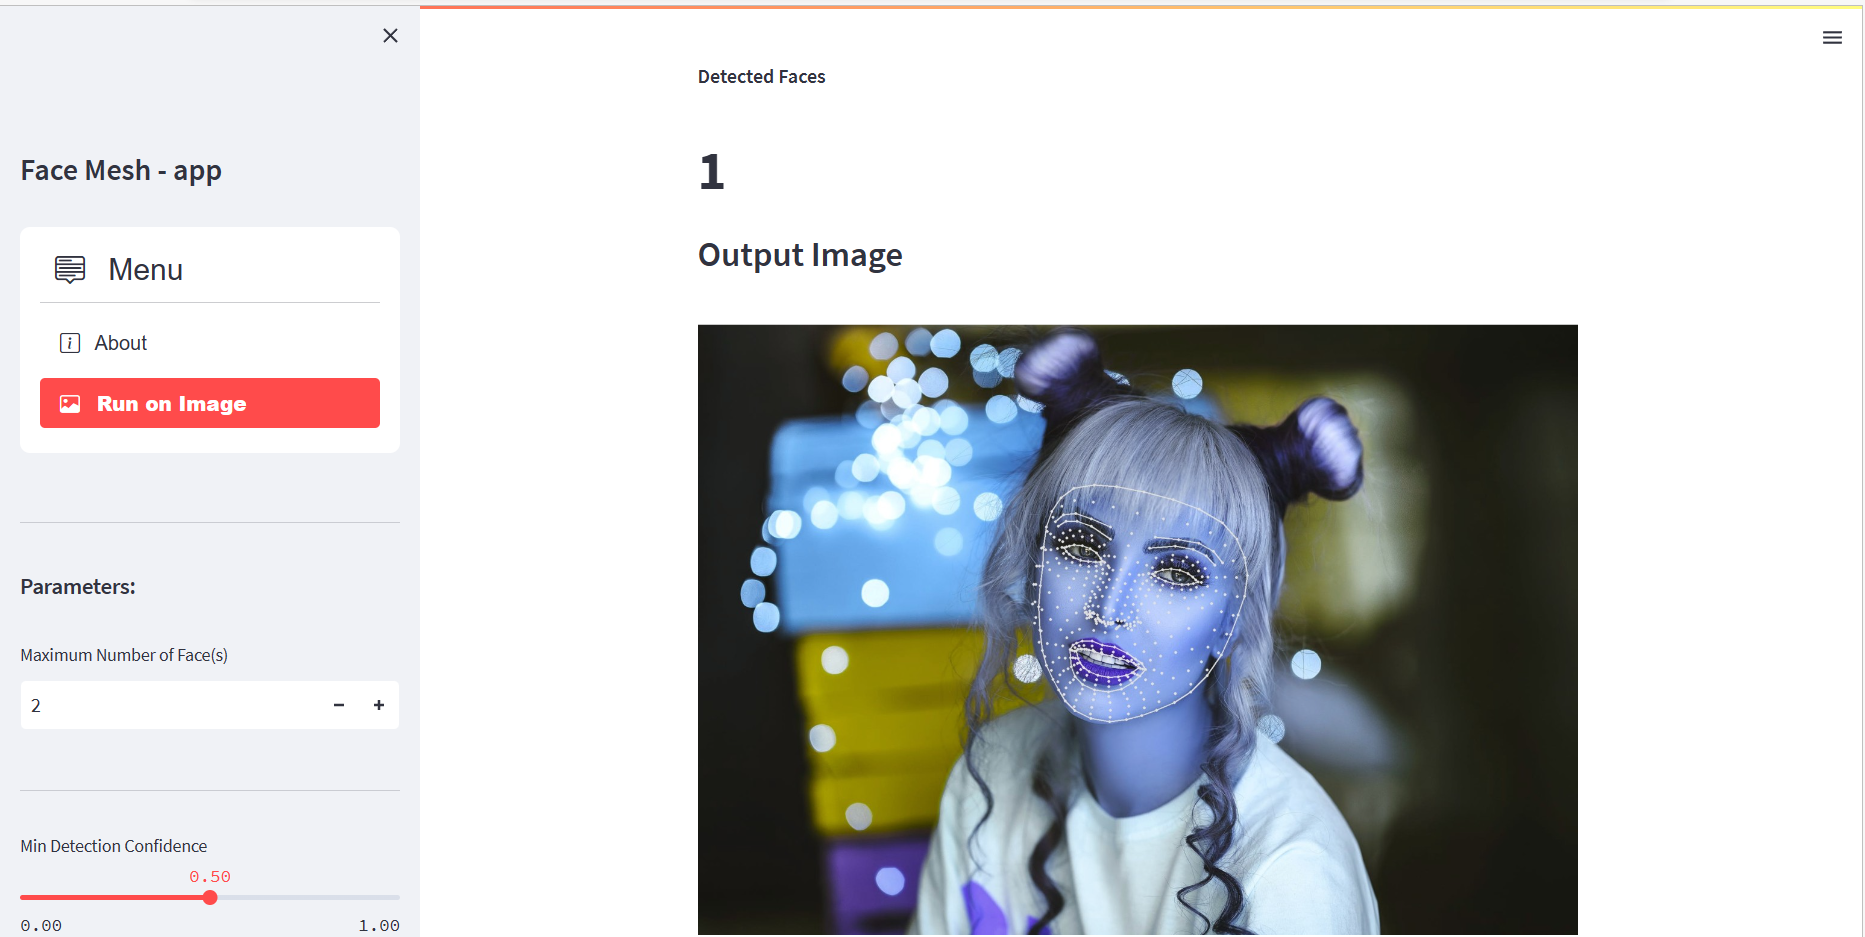 Face Mesh - app
Menu
About
Run on Image
Parameters:
Maximum Number of Face(s)
2
Min Detection Confidence
0.50
0.00 1.00
Detected Faces
1
Output Image